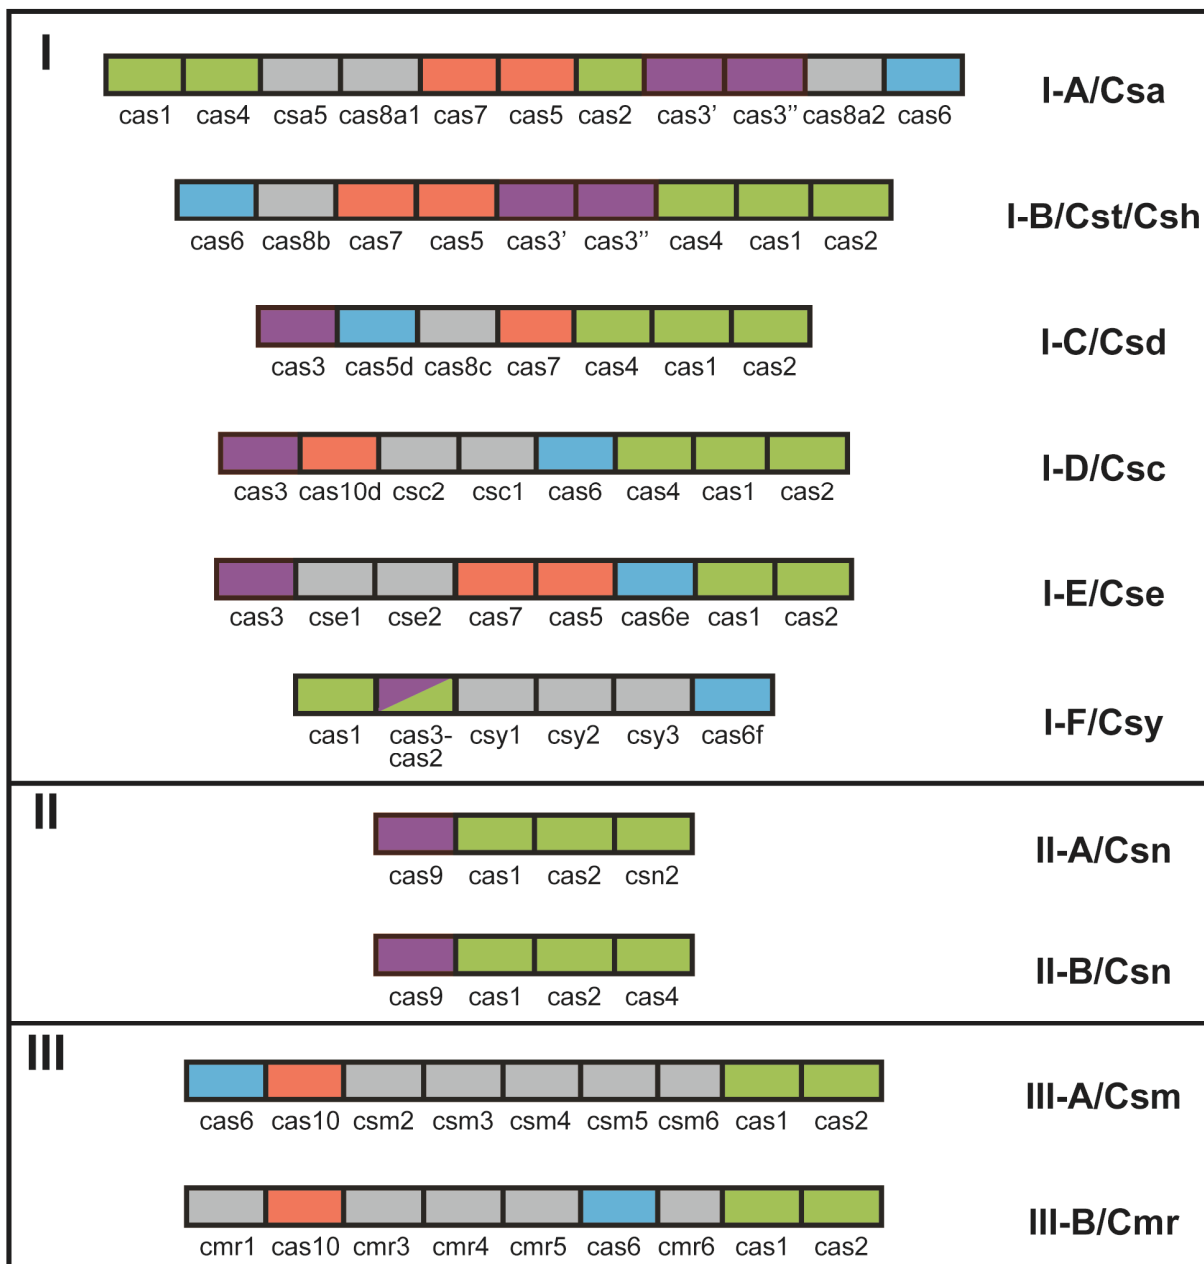 I
cas1 cas4 csa5 cas8a1 cas7 cas5 cas2 cas3' cas3'' cas8a2 cas6
I-A/Csa
cas6 cas8b cas7 cas5 cas3' cas3'' cas4 cas1 cas2
I-B/Cst/Csh
cas3 cas5d cas8c cas7 cas4 cas1 cas2
I-C/Csd
cas3 cas10d csc2 csc1 cas6 cas4 cas1 cas2
I-D/Csc
cas3 cse1 cse2 cas7 cas5 cas6e cas1 cas2
I-E/Cse
cas1 cas3- csy1 csy2 csy3 cas6f
cas2
I-F/Csy
II
cas9 cas1 cas2 csn2
II-A/Csn
cas9 cas1 cas2 cas4
II-B/Csn
III
cas6 cas10 csm2 csm3 csm4 csm5 csm6 cas1 cas2
III-A/Csm
cmr1 cas10 cmr3 cmr4 cmr5 cas6 cmr6 cas1 cas2
III-B/Cmr